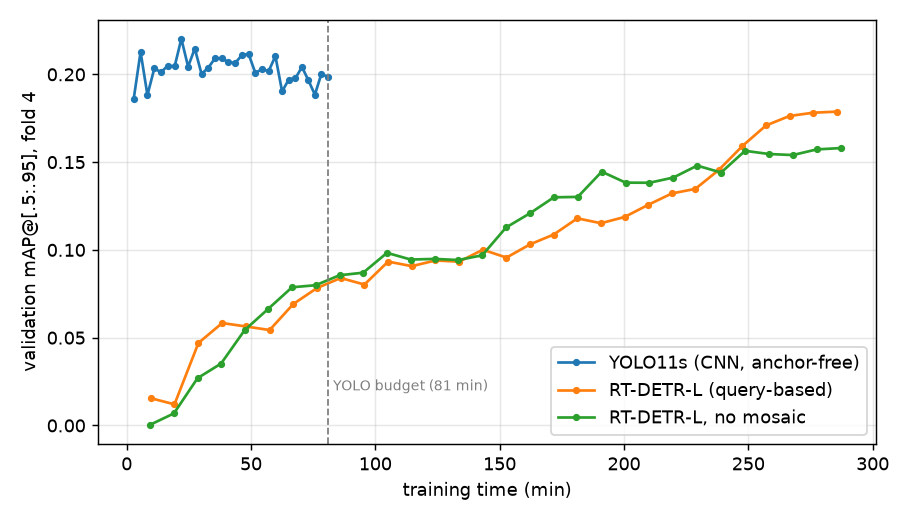 validation mAP@[.5:.95], fold 4
0.20
0.15
0.10
0.05
0.00
YOLO budget (81 min)
YOLO11s (CNN, anchor-free)
RT-DETR-L (query-based)
RT-DETR-L, no mosaic
0 50 100 150 200 250 300
training time (min)